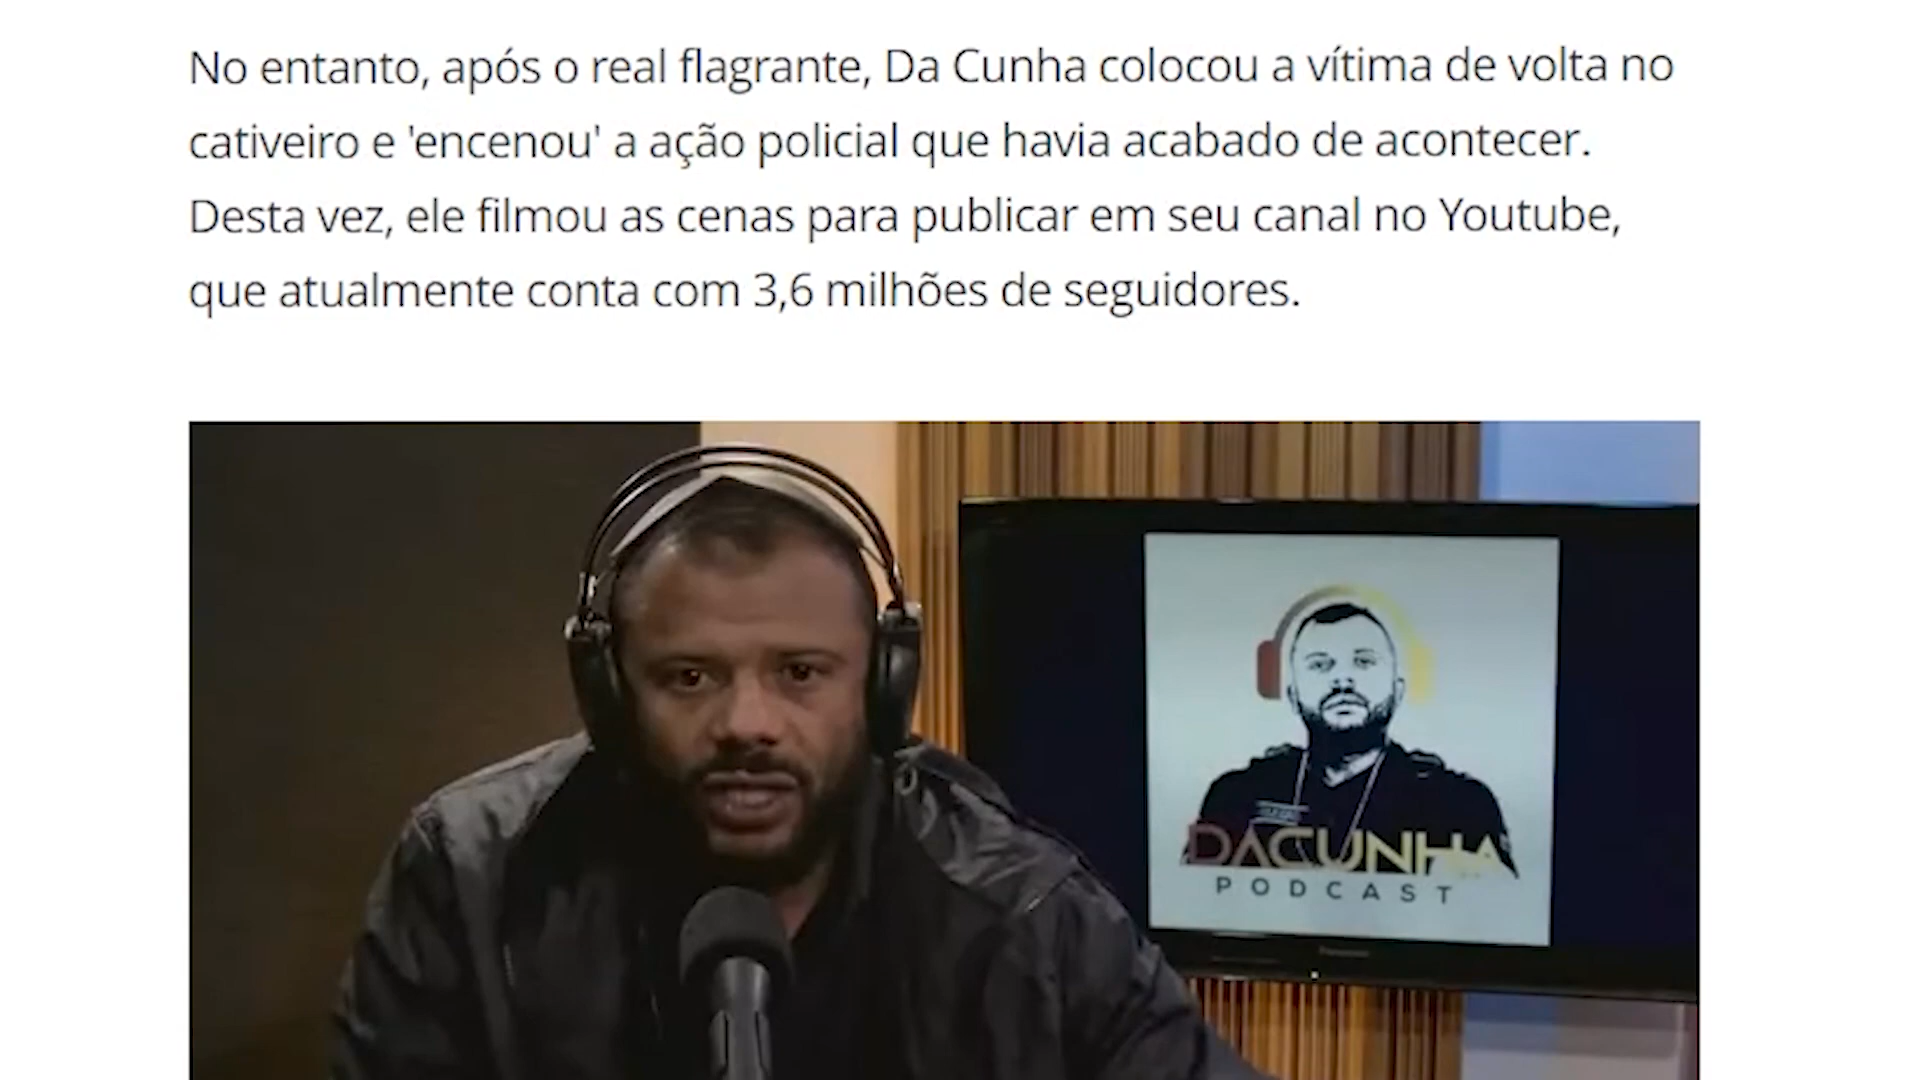 No entanto, após o real flagrante, Da Cunha colocou a vítima de volta no
cativeiro e 'encenou' a ação policial que havia acabado de acontecer.
Desta vez, ele filmou as cenas para publicar em seu canal no Youtube,
que atualmente conta com 3,6 milhões de seguidores.
DACUNHA
PODCAST